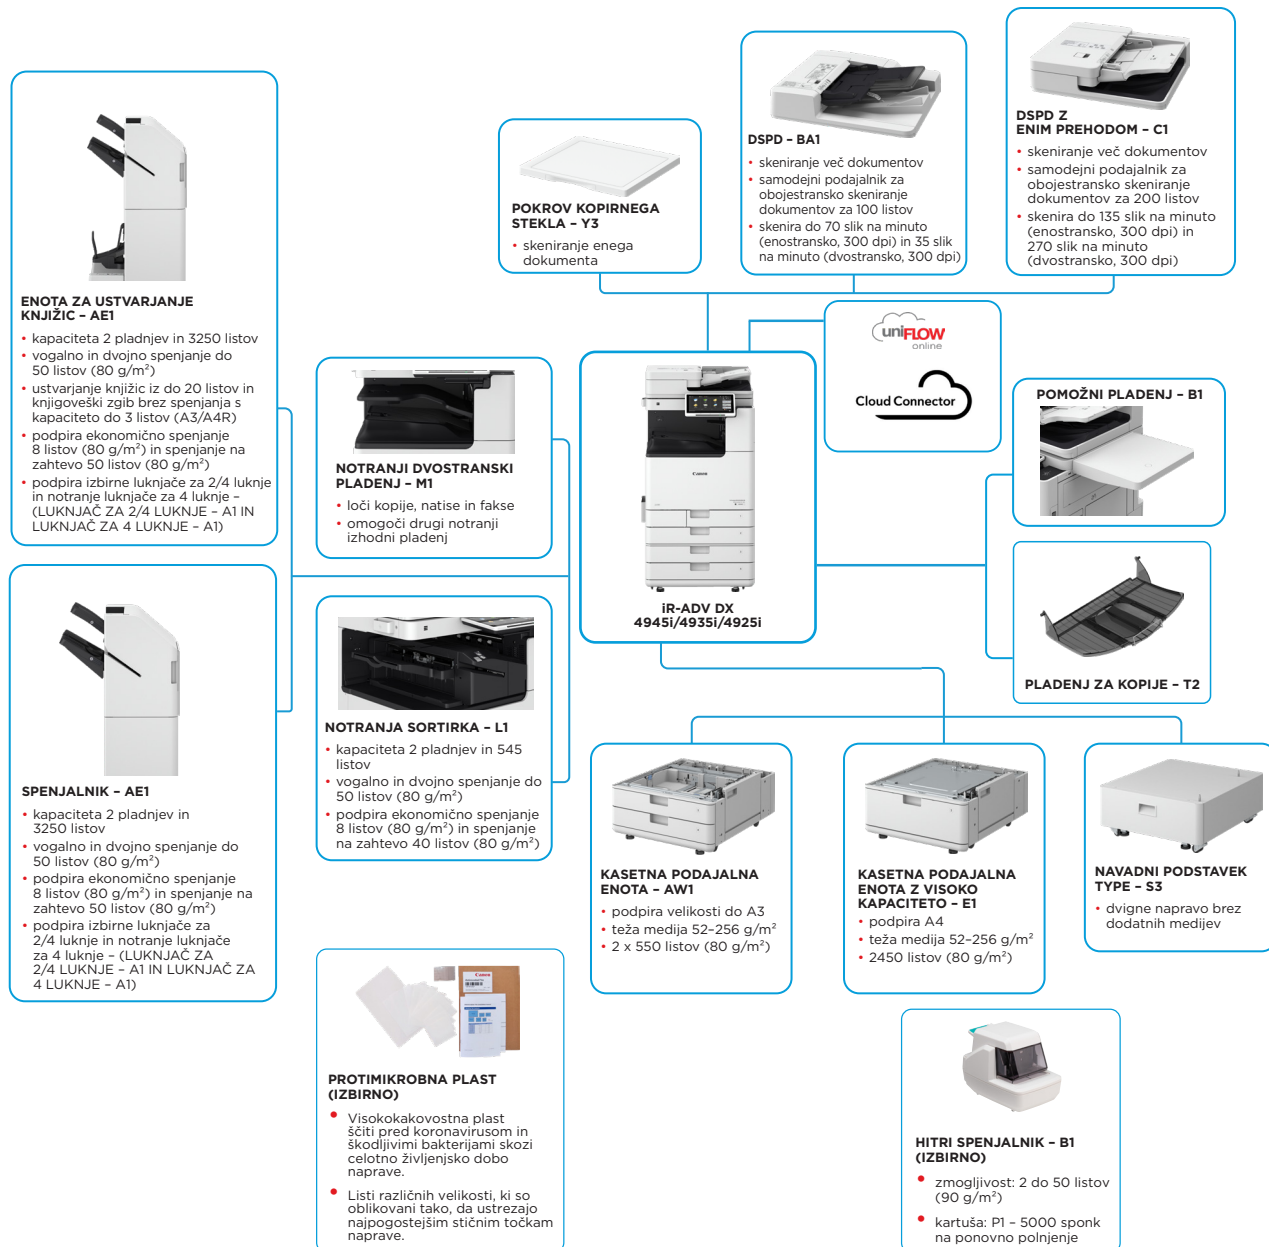 ENOTA ZA USTVARJANJE
KNJIŽIC – AE1
• kapaciteta 2 pladnjev in 3250 listov
• vogalno in dvojno spenjanje do
50 listov (80 g/m²)
• ustvarjanje knjižic iz do 20 listov in
knjigoveški zgib brez spenjanja s
kapaciteto do 3 listov (A3/A4R)
• podpira ekonomično spenjanje
8 listov (80 g/m²) in spenjanje na
zahtevo 50 listov (80 g/m²)
• podpira izbirne luknjače za 2/4 luknje
in notranje luknjače za 4 luknje –
(LUKNJAČ ZA 2/4 LUKNJE – A1 IN
LUKNJAČ ZA 4 LUKNJE – A1)
SPENJALNIK – AE1
• kapaciteta 2 pladnjev in
3250 listov
• vogalno in dvojno spenjanje do
50 listov (80 g/m²)
• podpira ekonomično spenjanje
8 listov (80 g/m²) in spenjanje na
zahtevo 50 listov (80 g/m²)
• podpira izbirne luknjače za
2/4 luknje in notranje luknjače
za 4 luknje – (LUKNJAČ ZA
2/4 LUKNJE – A1 IN LUKNJAČ ZA
4 LUKNJE – A1)
NOTRANJI DVOSTRANSKI
PLADENJ – M1
• loči kopije, natise in fakse
• omogoči drugi notranji
izhodni pladenj
NOTRANJA SORTIRKA – L1
• kapaciteta 2 pladnjev in 545
listov
• vogalno in dvojno spenjanje do
50 listov (80 g/m²)
• podpira ekonomično spenjanje
8 listov (80 g/m²) in spenjanje
na zahtevo 40 listov (80 g/m²)
PROTIMIKROBNA PLAST
(IZBIRNO)
• Visokokakovostna plast
ščiti pred koronavirusom in
škodljivimi bakterijami skozi
celotno življenjsko dobo
naprave.
• Listi različnih velikosti, ki so
oblikovani tako, da ustrezajo
najpogostejšim stičnim točkam
naprave.
POKROV KOPIRNEGA
STEKLA – Y3
• skeniranje enega
dokumenta
DSPD – BA1
• skeniranje več dokumentov
• samodejni podajalnik za
obojestransko skeniranje
dokumentov za 100 listov
• skenira do 70 slik na minuto
(enostransko, 300 dpi) in 35 slik
na minuto (dvostransko, 300 dpi)
DSPD Z
ENIM PREHODOM – C1
• skeniranje več dokumentov
• samodejni podajalnik za
obojestransko skeniranje
dokumentov za 200 listov
• skenira do 135 slik na minuto
(enostransko, 300 dpi) in
270 slik na minuto
(dvostransko, 300 dpi)
uniFLOW
online
Cloud Connector
Canon
iR-ADV DX
4945i/4935i/4925i
POMOŽNI PLADENJ – B1
PLADENJ ZA KOPIJE – T2
KASETNA PODAJALNA
ENOTA – AW1
• podpira velikosti do A3
• teža medija 52–256 g/m²
• 2 x 550 listov (80 g/m²)
KASETNA PODAJALNA
ENOTA Z VISOKO
KAPACITETO – E1
• podpira A4
• teža medija 52–256 g/m²
• 2450 listov (80 g/m²)
NAVADNI PODSTAVEK
TYPE – S3
• dvigne napravo brez
dodatnih medijev
HITRI SPENJALNIK – B1
(IZBIRNO)
• zmogljivost: 2 do 50 listov
(90 g/m²)
• kartuša: P1 – 5000 sponk
na ponovno polnjenje